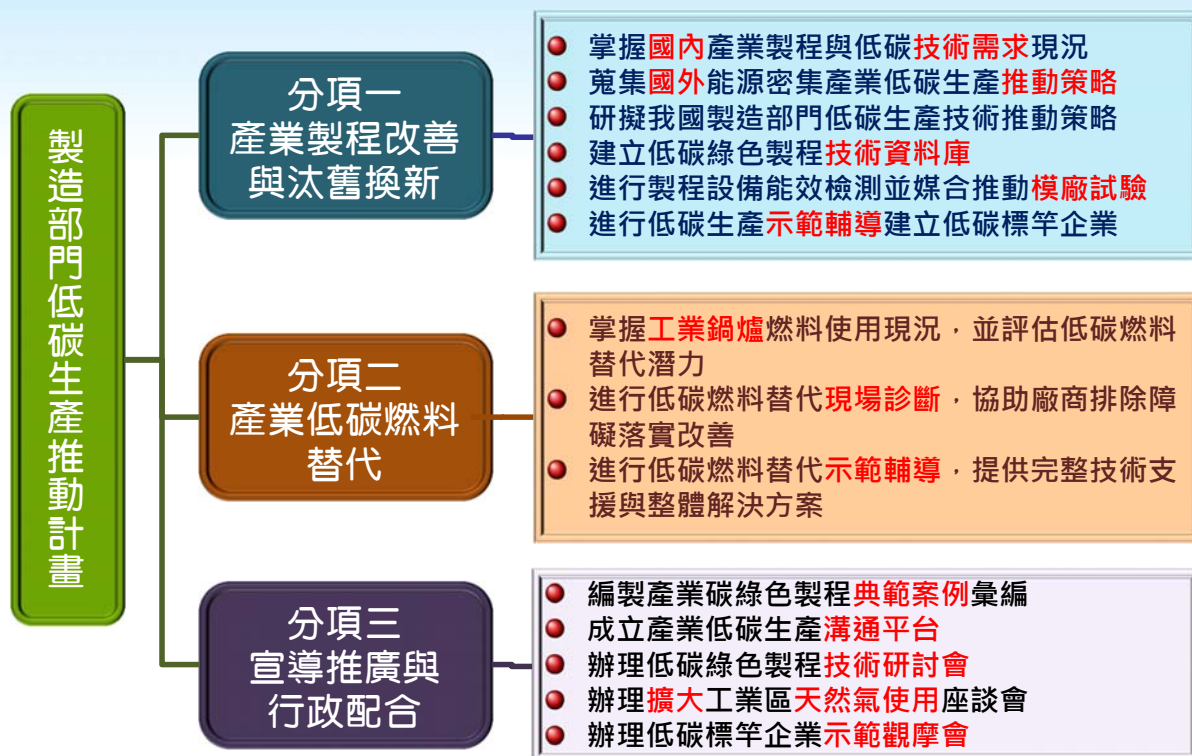 製造部門低碳生產推動計畫
分項一
產業製程改善
與汰舊換新
掌握國內產業製程與低碳技術需求現況
蒐集國外能源密集產業低碳生產推動策略
研擬我國製造部門低碳生產技術推動策略
建立低碳綠色製程技術資料庫
進行製程設備能效檢測並媒合推動模廠試驗
進行低碳生產示範輔導建立低碳標竿企業
分項二
產業低碳燃料
替代
掌握工業鍋爐燃料使用現況，並評估低碳燃料
替代潛力
進行低碳燃料替代現場診斷，協助廠商排除障
礙落實改善
進行低碳燃料替代示範輔導，提供完整技術支
援與整體解決方案
分項三
宣導推廣與
行政配合
編製產業碳綠色製程典範案例彙編
成立產業低碳生產溝通平台
辦理低碳綠色製程技術研討會
辦理擴大工業區天然氣使用座談會
辦理低碳標竿企業示範觀摩會